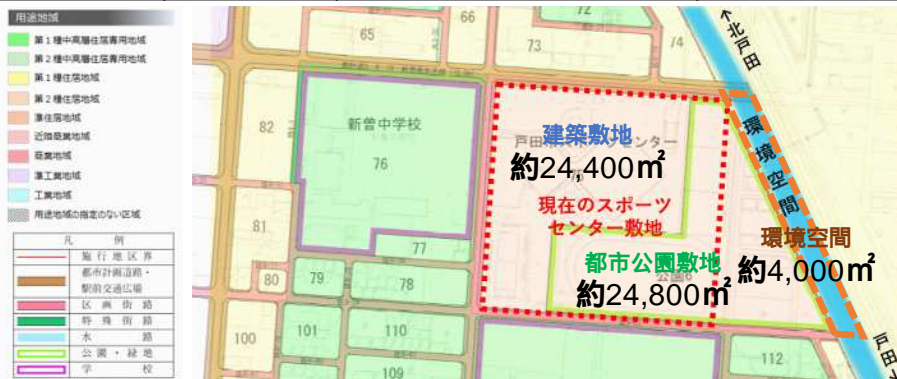 用途地域
第1種中高層住居専用地域
第2種中高層住居専用地域
第1種住居地域
第2種住居地域
準住居地域
近隣商業地域
商業地域
準工業地域
工業地域
用途地域の指定のない区域
凡例
施行地区界
都市計画道路・
駅前交通広場
区画街路
特殊街路
水路
公園・緑地
学校
65
66
72
73
74
82
新曽中学校
76
81
80
77
79
78
100
101
110
109
112
←北戸田
建築敷地
約24,400㎡
現在のスポーツ
センター敷地
都市公園敷地
約24,800㎡
公園6
環境空間
環境空間
約4,000㎡
戸田